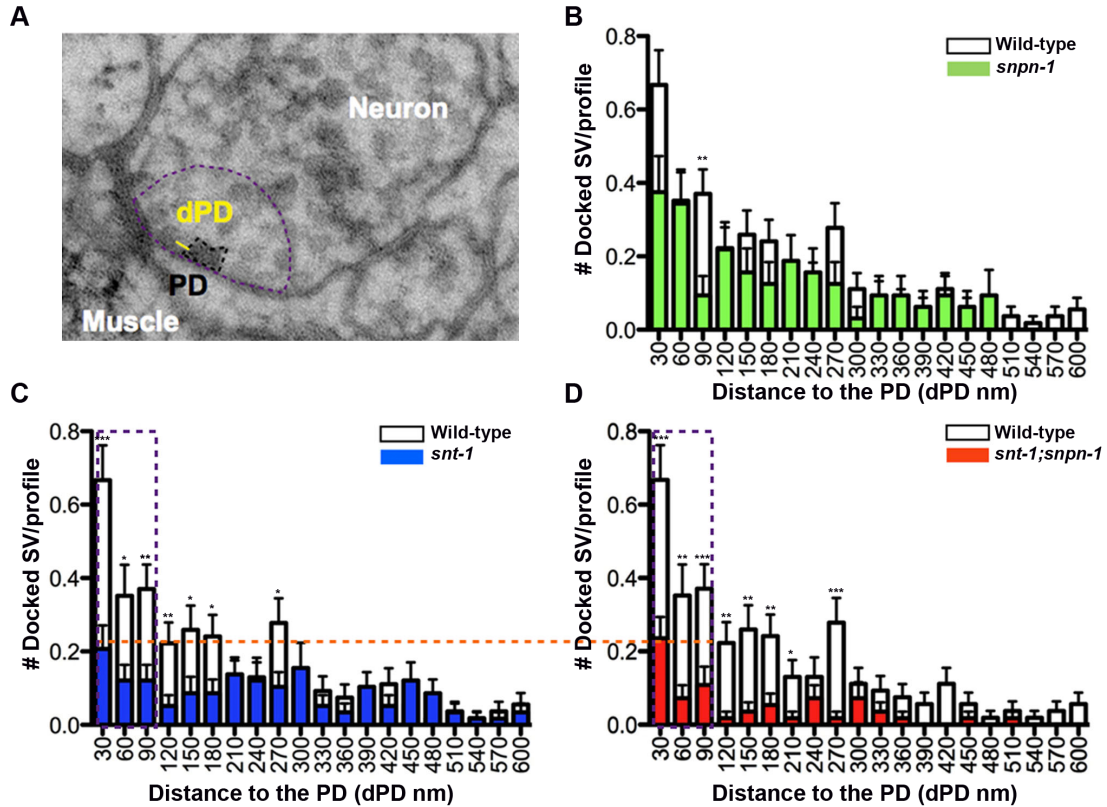 A
Neuron
dPD
PD
Muscle
B
# Docked SV/profile
0.8
0.6
0.4
0.2
0.0
Wild-type
snpn-1
**
30 60 90 120 150 180 210 240 270 300 330 360 390 420 450 480 510 540 570 600
Distance to the PD (dPD nm)
C
# Docked SV/profile
0.8
0.6
0.4
0.2
0.0
Wild-type
snt-1
*** * ** ** * * *
30 60 90 120 150 180 210 240 270 300 330 360 390 420 450 480 510 540 570 600
Distance to the PD (dPD nm)
D
# Docked SV/profile
0.8
0.6
0.4
0.2
0.0
Wild-type
snt-1;snpn-1
*** ** *** ** ** ** * ***
30 60 90 120 150 180 210 240 270 300 330 360 390 420 450 480 510 540 570 600
Distance to the PD (dPD nm)